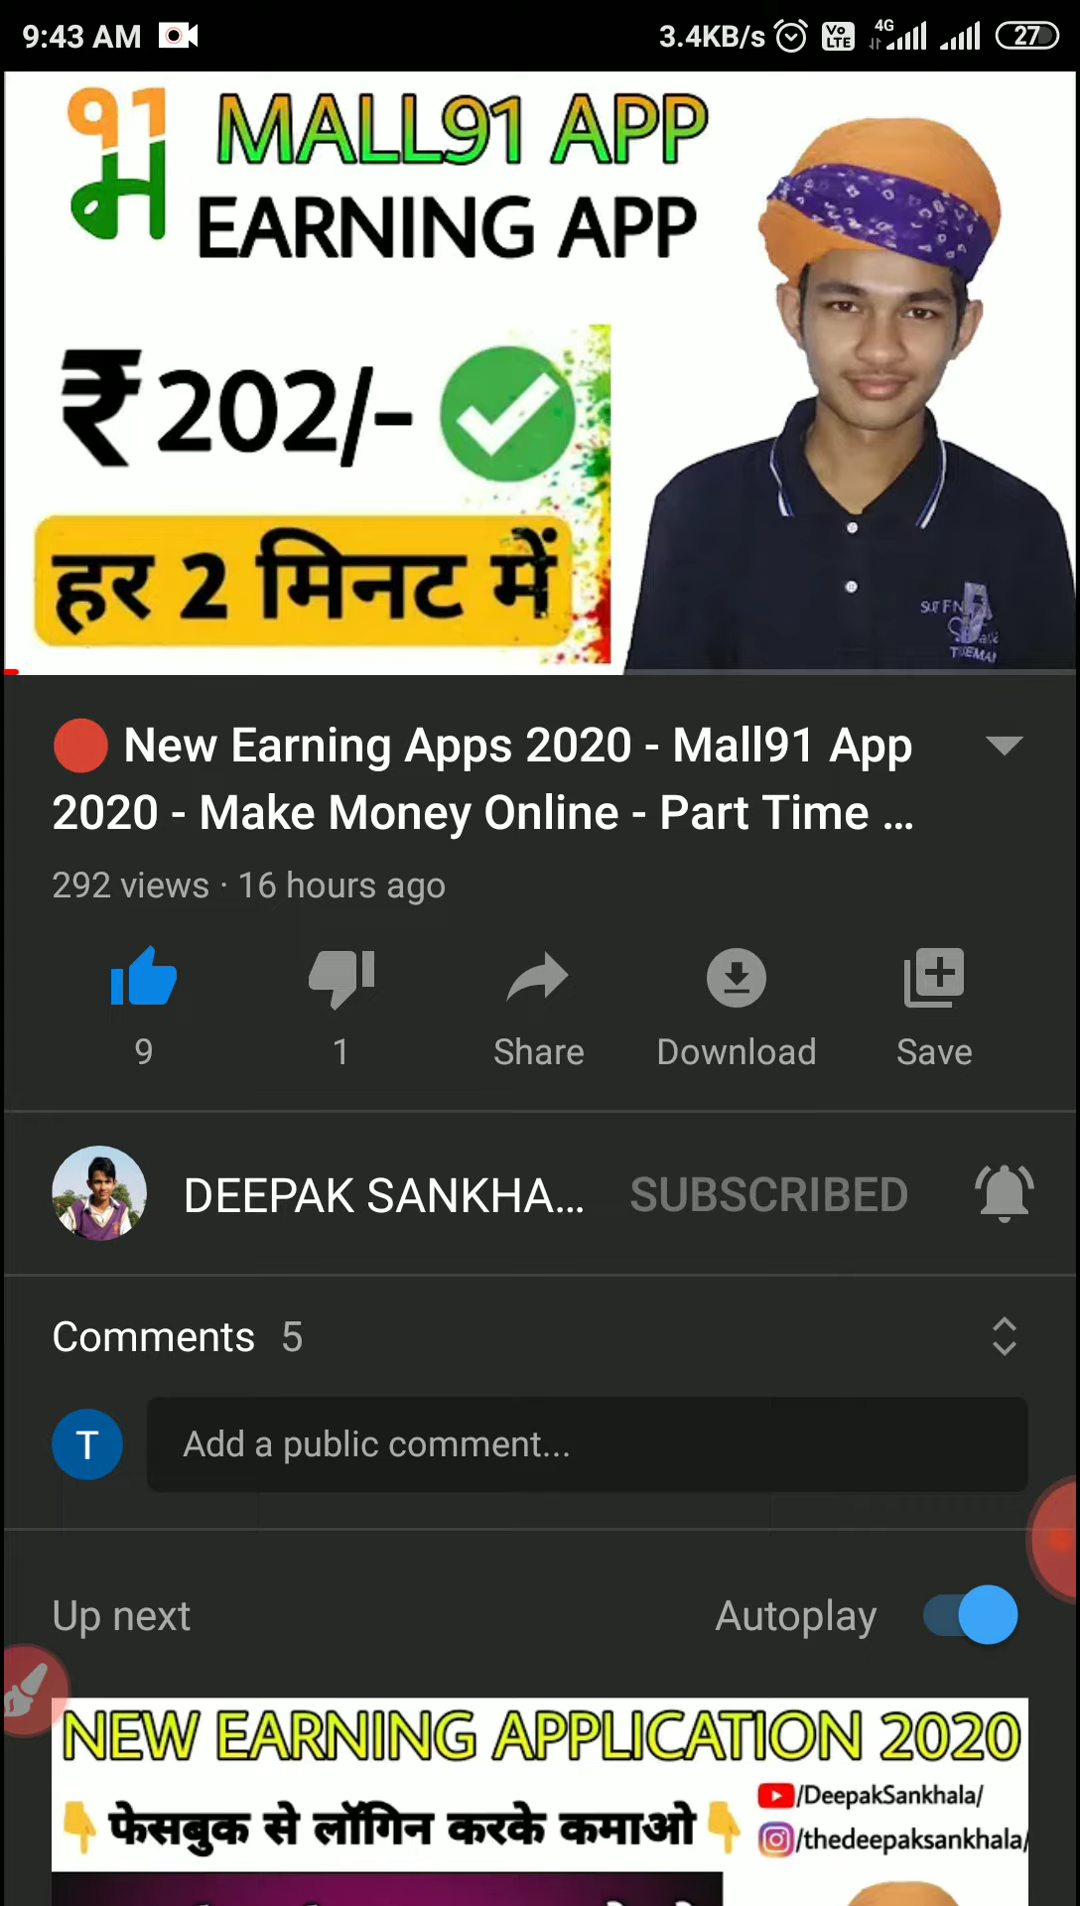 9:43 AM
3.4KB/s Vo LTE 4G 27
91
म
MALL91 APP
EARNING APP
₹ 202/-
हर 2 मिनट में
New Earning Apps 2020 - Mall91 App
2020 - Make Money Online - Part Time ...
292 views · 16 hours ago
9
1
Share
Download
Save
DEEPAK SANKHA...
SUBSCRIBED
Comments 5
T
Add a public comment...
Up next
Autoplay
NEW EARNING APPLICATION 2020
/DeepakSankhala/
फेसबुक से लॉगिन करके कमाओ
/thedeepaksankhala/